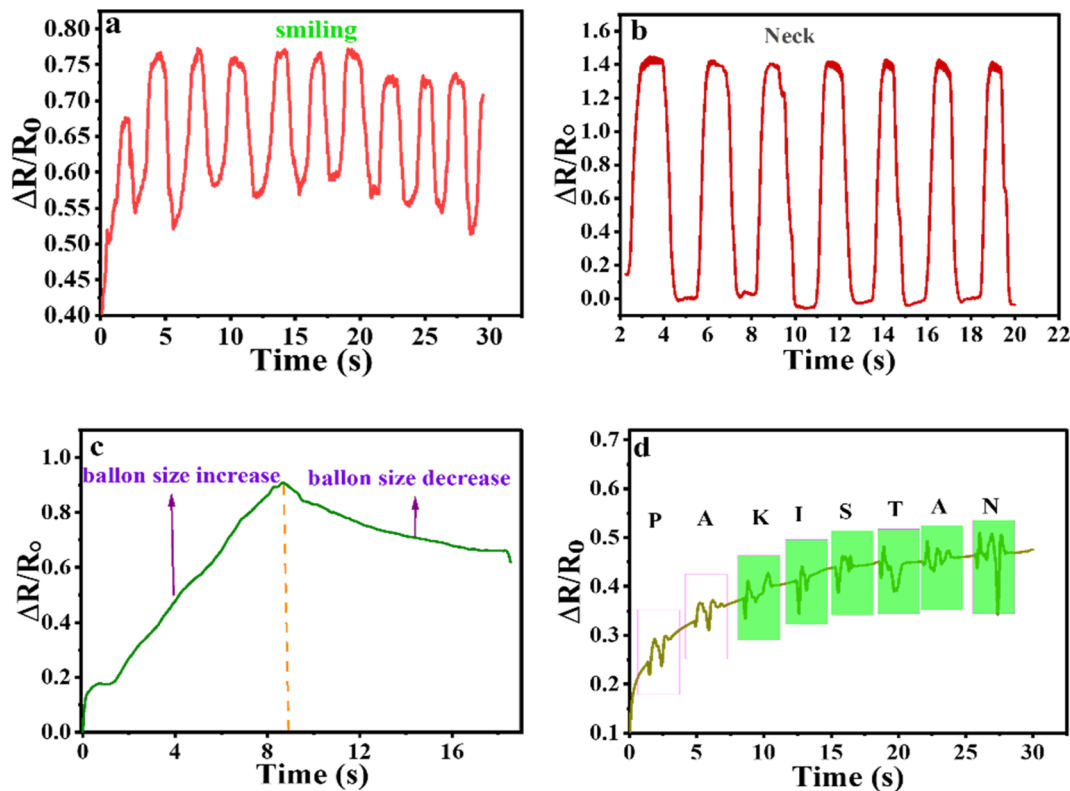 a
smiling
0.80
0.75
0.70
0.65
0.60
0.55
0.50
0.45
0.40
ΔR/Ro
0 5 10 15 20 25 30
Time (s)
b
Neck
1.6
1.4
1.2
1.0
0.8
0.6
0.4
0.2
0.0
ΔR/Ro
2 4 6 8 10 12 14 16 18 20 22
Time (s)
c
1.0
0.8
0.6
0.4
0.2
0.0
ΔR/Ro
ballon size increase
ballon size decrease
0 4 8 12 16
Time (s)
d
0.7
0.6
0.5
0.4
0.3
0.2
0.1
ΔR/Ro
P A K I S T A N
0 5 10 15 20 25 30
Time (s)